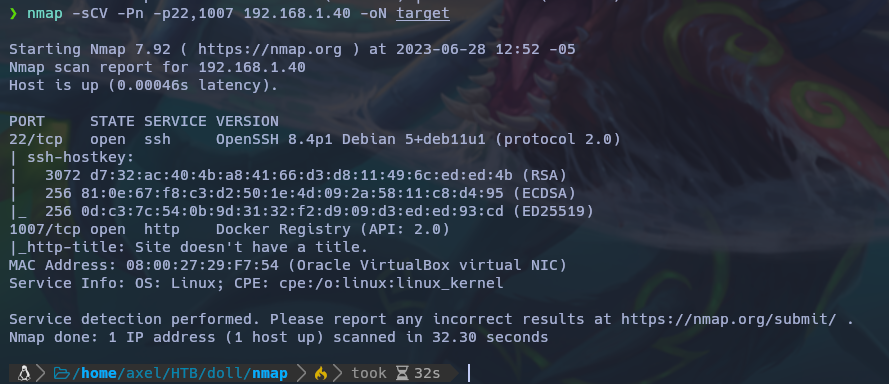 ❯ nmap -sCV -Pn -p22,1007 192.168.1.40 -oN target
Starting Nmap 7.92 ( https://nmap.org ) at 2023-06-28 12:52 -05
Nmap scan report for 192.168.1.40
Host is up (0.00046s latency).
PORT     STATE SERVICE VERSION
22/tcp   open  ssh     OpenSSH 8.4p1 Debian 5+deb11u1 (protocol 2.0)
| ssh-hostkey:
|   3072 d7:32:ac:40:4b:a8:41:66:d3:d8:11:49:6c:ed:ed:4b (RSA)
|   256 81:0e:67:f8:c3:d2:50:1e:4d:09:2a:58:11:c8:d4:95 (ECDSA)
|_  256 0d:c3:7c:54:0b:9d:31:32:f2:d9:09:d3:ed:ed:93:cd (ED25519)
1007/tcp open  http    Docker Registry (API: 2.0)
|_http-title: Site doesn't have a title.
MAC Address: 08:00:27:29:F7:54 (Oracle VirtualBox virtual NIC)
Service Info: OS: Linux; CPE: cpe:/o:linux:linux_kernel
Service detection performed. Please report any incorrect results at https://nmap.org/submit/ .
Nmap done: 1 IP address (1 host up) scanned in 32.30 seconds
/home/axel/HTB/doll/nmap took 32s